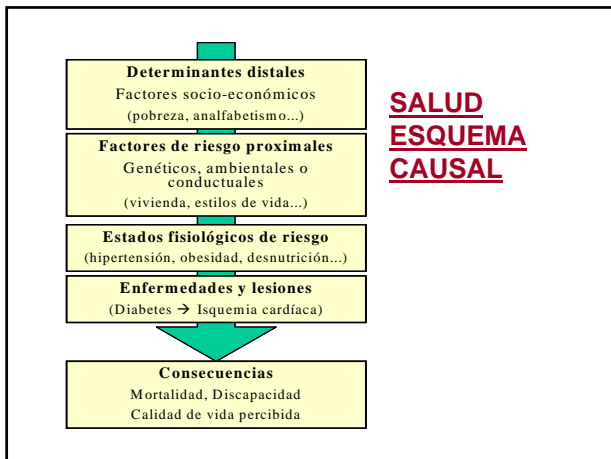 Determinantes distales
Factores socio-económicos
(pobreza, analfabetismo...)
Factores de riesgo proximales
Genéticos, ambientales o
conductuales
(vivienda, estilos de vida...)
Estados fisiológicos de riesgo
(hipertensión, obesidad, desnutrición...)
Enfermedades y lesiones
(Diabetes → Isquemia cardíaca)
Consecuencias
Mortalidad, Discapacidad
Calidad de vida percibida
SALUD
ESQUEMA
CAUSAL